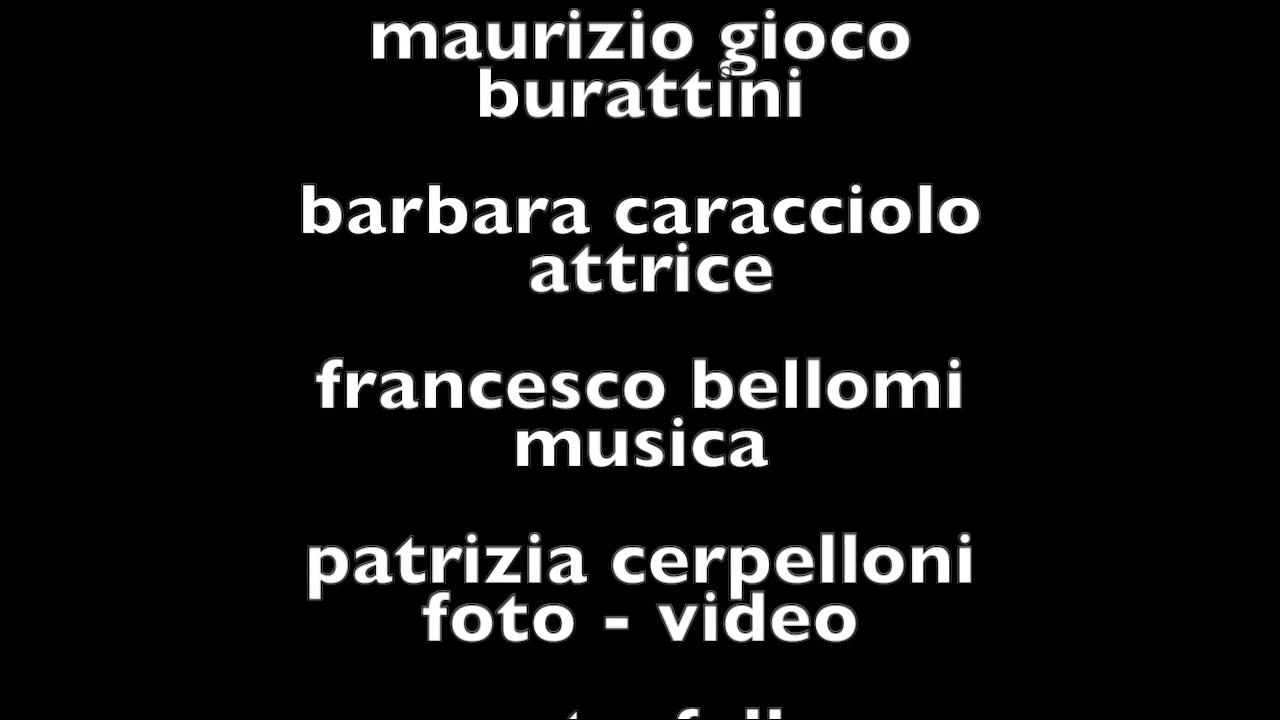 maurizio gioco
burattini
barbara caracciolo
attrice
francesco bellomi
musica
patrizia cerpelloni
foto - video